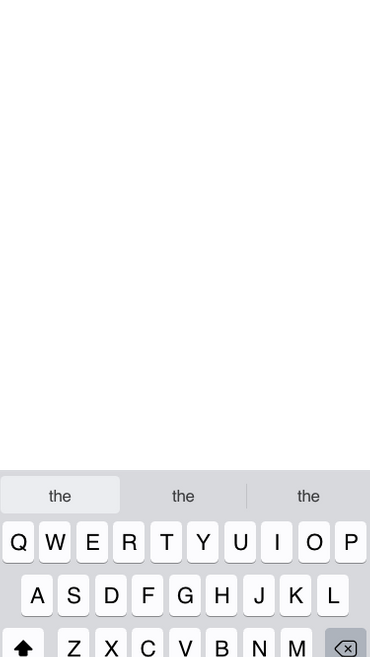 the the the
Q W E R T Y U I O P
A S D F G H J K L
Z X C V B N M